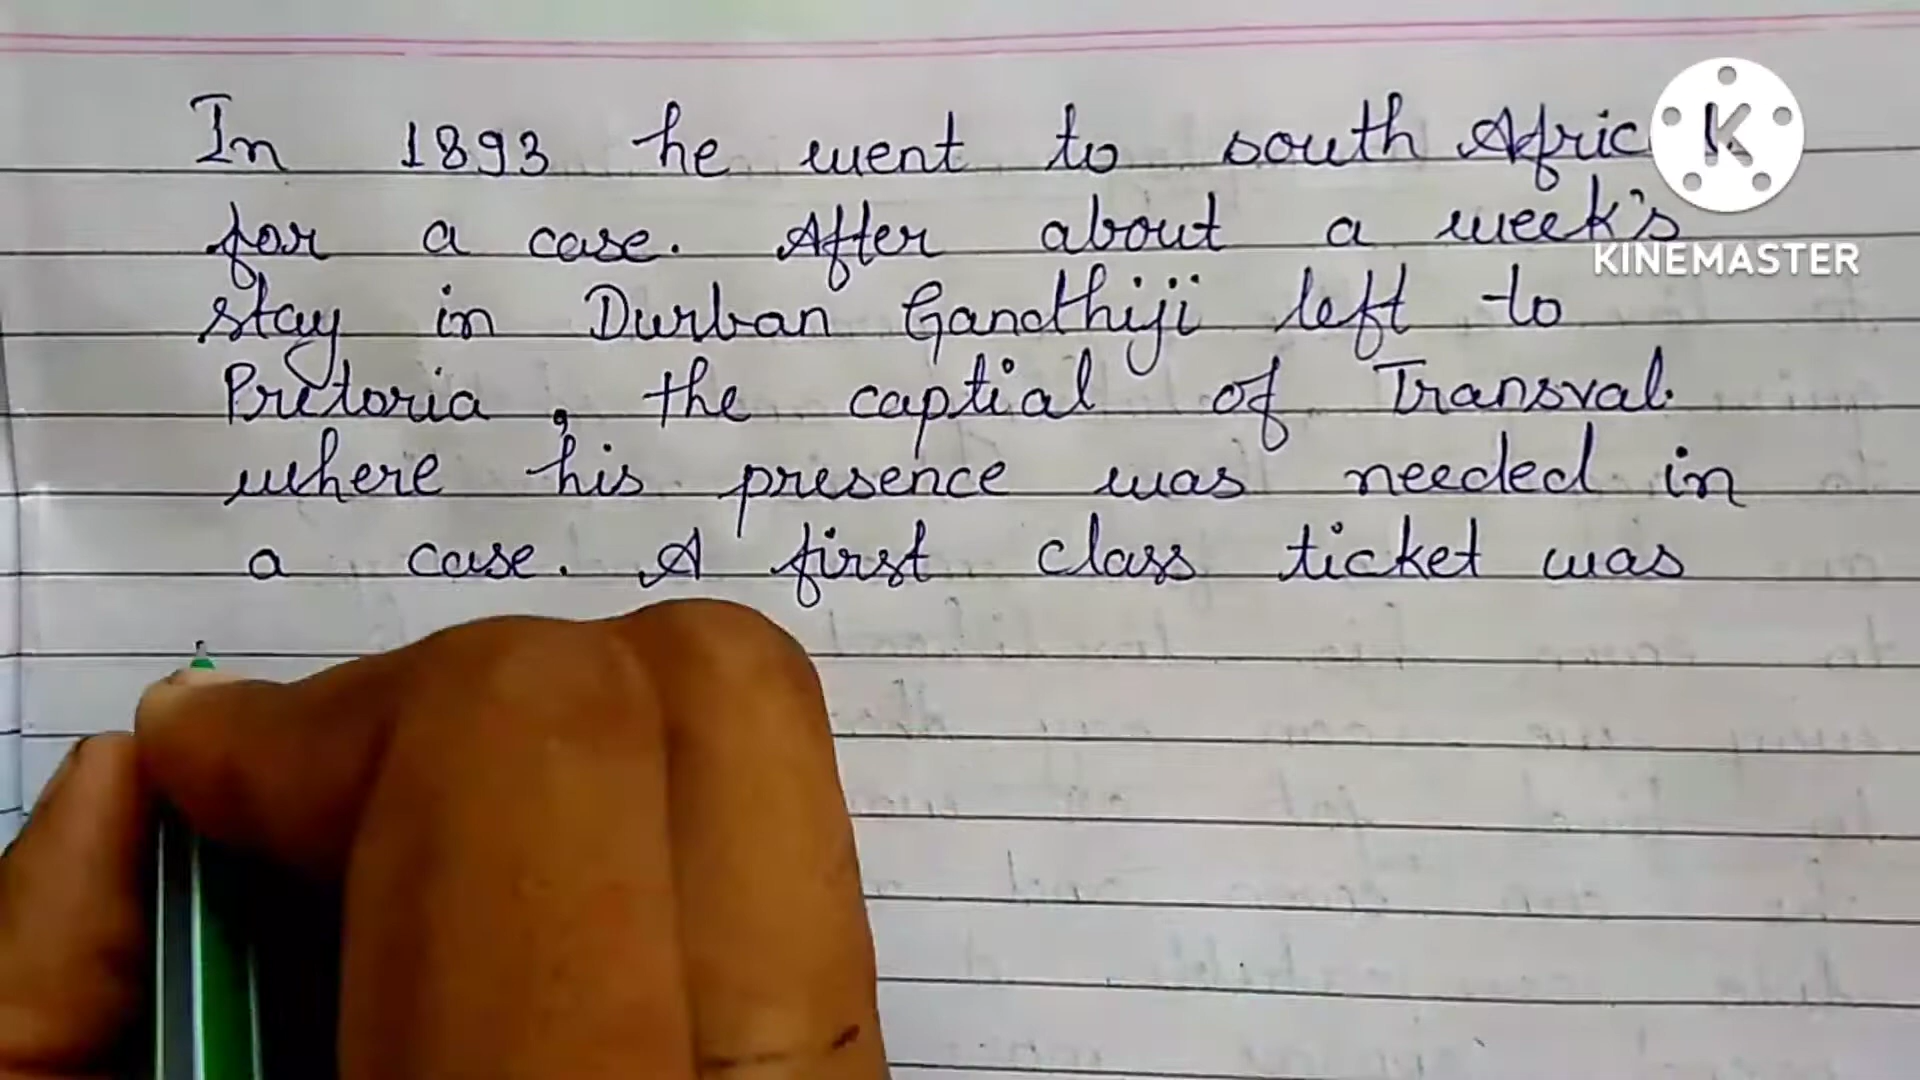 In 1893 he went to south Afric
for a case. After about a week's
stay in Durban Gandhiji left to
Pretoria, the captial of Transval.
where his presence was needed in
a case. A first class ticket was
K
KINEMASTER